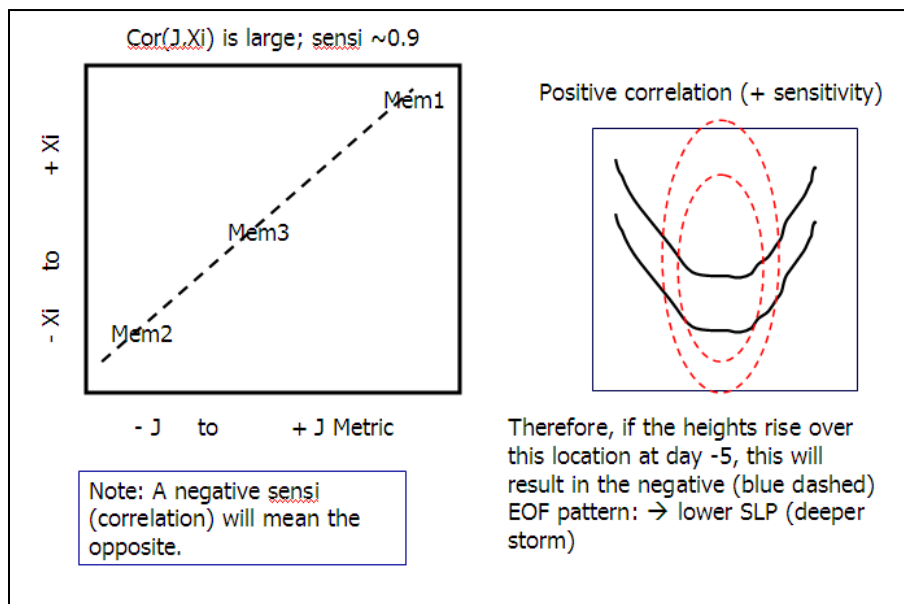 Cor(J,Xi) is large; sensi ~0.9
Mem1
Mem3
Mem2
- Xi to + Xi
- J to + J Metric
Note: A negative sensi
(correlation) will mean the
opposite.
Positive correlation (+ sensitivity)
Therefore, if the heights rise over
this location at day -5, this will
result in the negative (blue dashed)
EOF pattern: → lower SLP (deeper
storm)